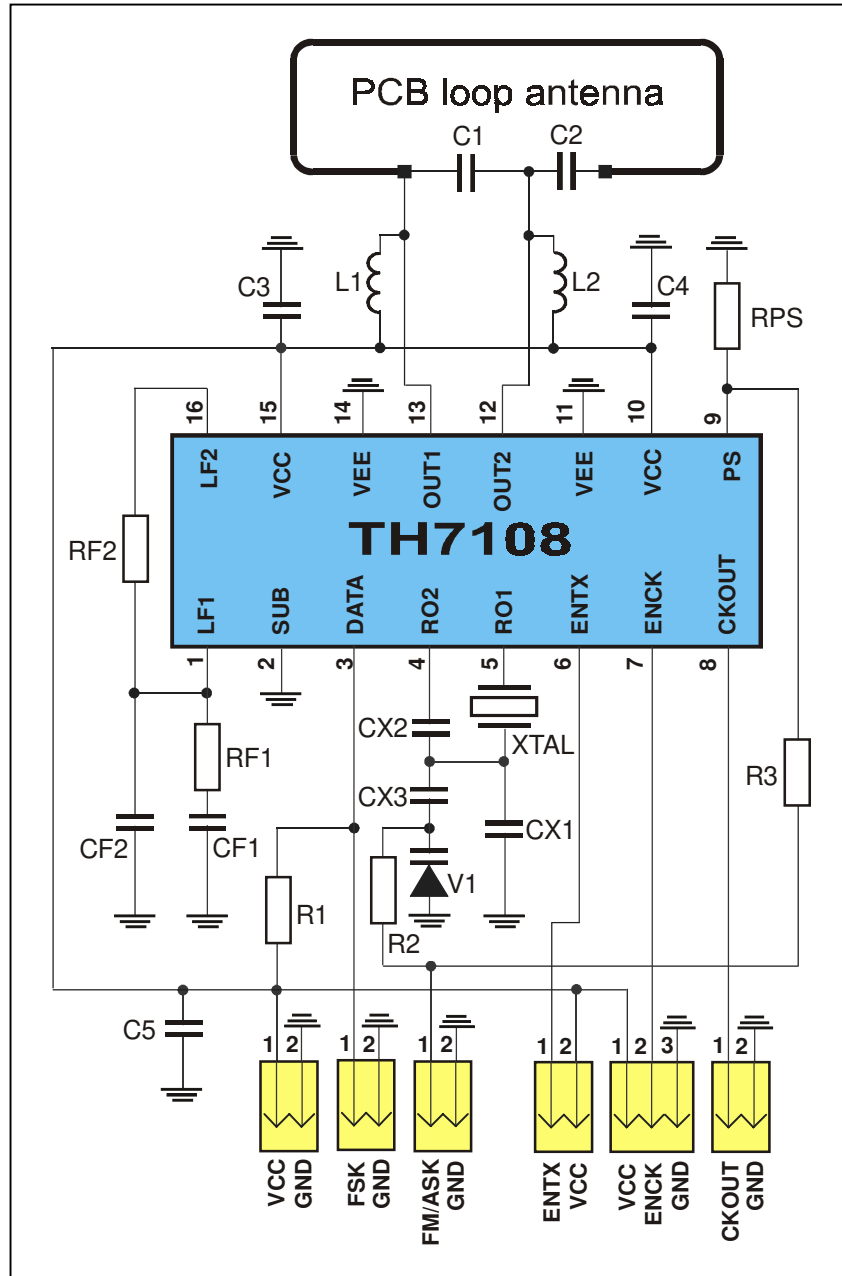 PCB loop antenna
C1
C2
C3
L1
L2
C4
RPS
16
15
14
13
12
11
10
9
LF2
VCC
VEE
OUT1
OUT2
VEE
VCC
PS
TH7108
RF2
LF1
SUB
DATA
RO2
RO1
ENTX
ENCK
CKOUT
1
2
3
4
5
6
7
8
CX2
XTAL
RF1
CX3
R3
CF2
CF1
CX1
V1
R1
R2
C5
1 2
1 2
1 2
1 2
1 2 3
1 2
VCC
GND
FSK
GND
FM/ASK
GND
ENTX
VCC
VCC
ENCK
GND
CKOUT
GND